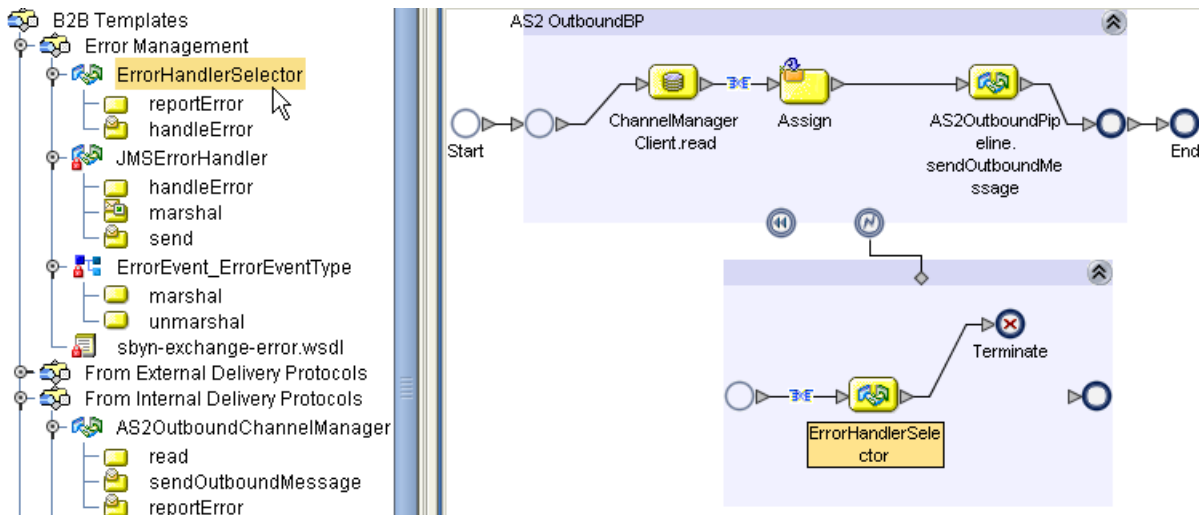 B2B Templates
Error Management
ErrorHandlerSelector
reportError
handleError
JMSErrorHandler
handleError
marshal
send
ErrorEvent_ErrorEventType
marshal
unmarshal
sbyn-exchange-error.wsdl
From External Delivery Protocols
From Internal Delivery Protocols
AS2OutboundChannelManager
read
sendOutboundMessage
reportError
AS2 OutboundBP
Start
ChannelManager
Client.read
Assign
AS2OutboundPip
eline.
sendOutboundMe
ssage
End
Terminate
ErrorHandlerSele
ctor